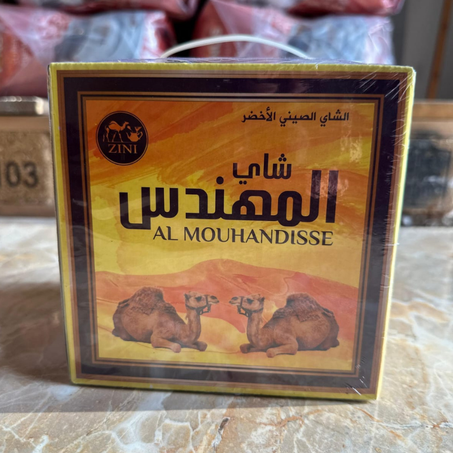 الشاي الصيني الأخضر
ZINI
شاي
المهندس
AL MOUHANDISSE
03